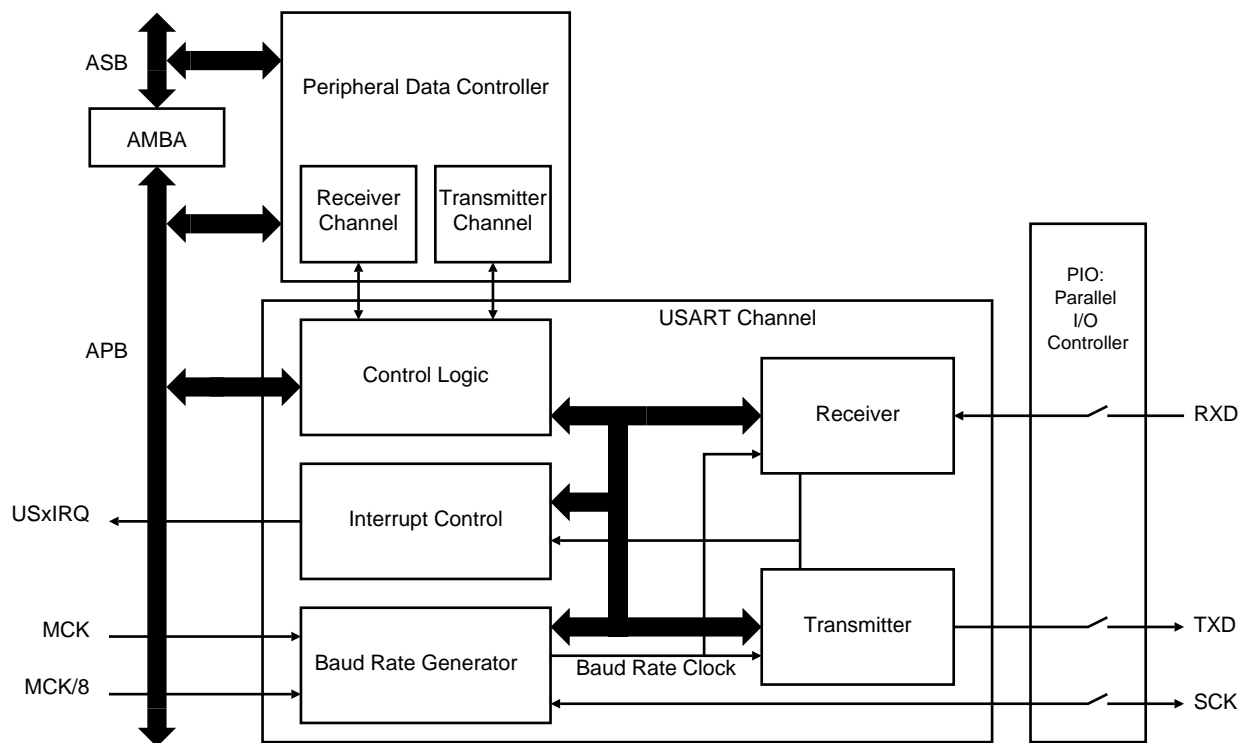 ASB
Peripheral Data Controller
AMBA
Receiver
Channel
Transmitter
Channel
PIO:
Parallel
I/O
Controller
USART Channel
APB
Control Logic
Receiver
RXD
USxIRQ
Interrupt Control
MCK
Transmitter
TXD
Baud Rate Generator
Baud Rate Clock
MCK/8
SCK